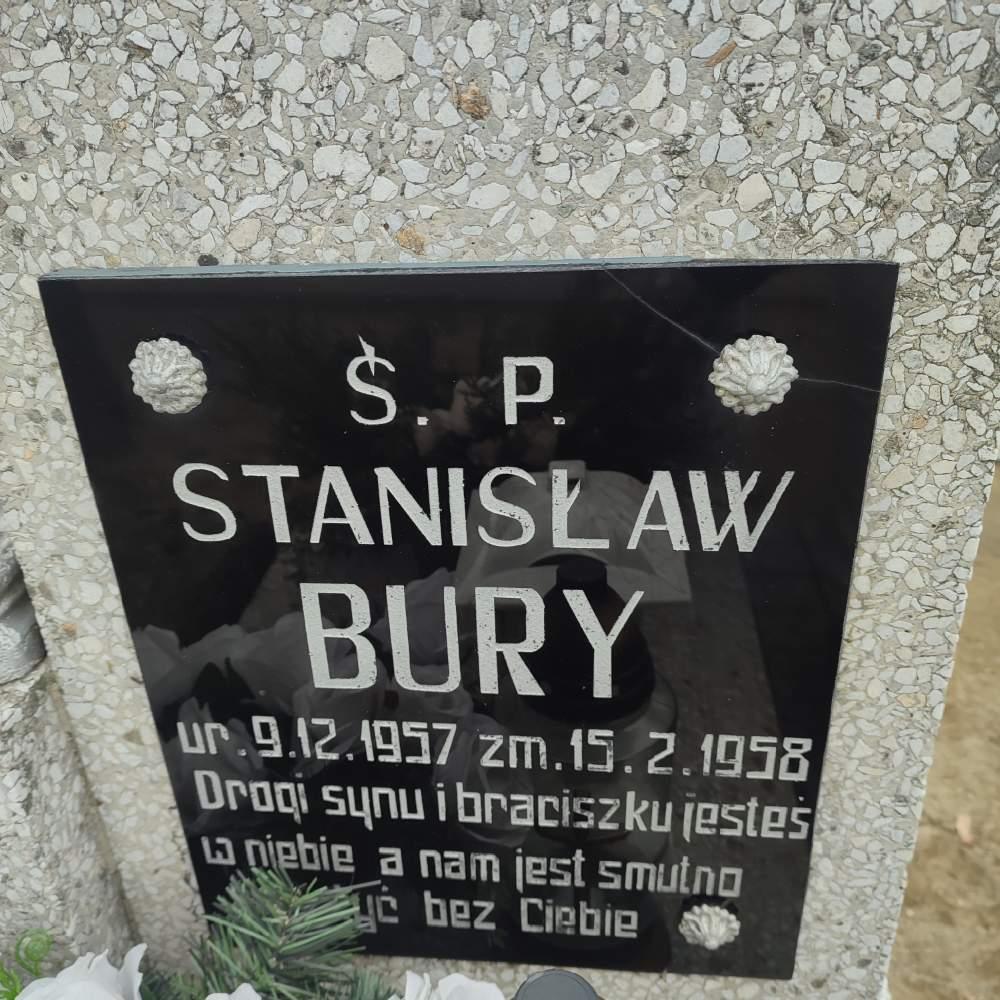 Ś. P.
STANISŁAW
BURY
ur. 9.12.1957 zm. 15.2.1958
Drogi synu i braciszku jesteś
w niebie a nam jest smutno
bez Ciebie